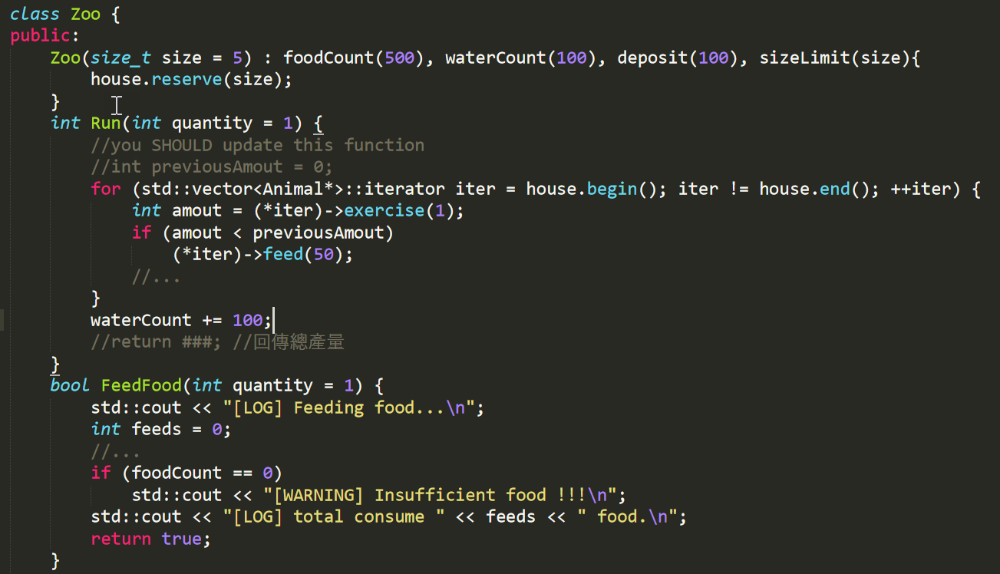 class Zoo {
public:
    Zoo(size_t size = 5) : foodCount(500), waterCount(100), deposit(100), sizeLimit(size){
        house.reserve(size);
    }
    int Run(int quantity = 1) {
        //you SHOULD update this function
        //int previousAmout = 0;
        for (std::vector<Animal*>::iterator iter = house.begin(); iter != house.end(); ++iter) {
            int amout = (*iter)->exercise(1);
            if (amout < previousAmout)
                (*iter)->feed(50);
            //...
        }
        waterCount += 100;
        //return ###; //回傳總產量
    }
    bool FeedFood(int quantity = 1) {
        std::cout << "[LOG] Feeding food...\n";
        int feeds = 0;
        //...
        if (foodCount == 0)
            std::cout << "[WARNING] Insufficient food !!!\n";
        std::cout << "[LOG] total consume " << feeds << " food.\n";
        return true;
    }